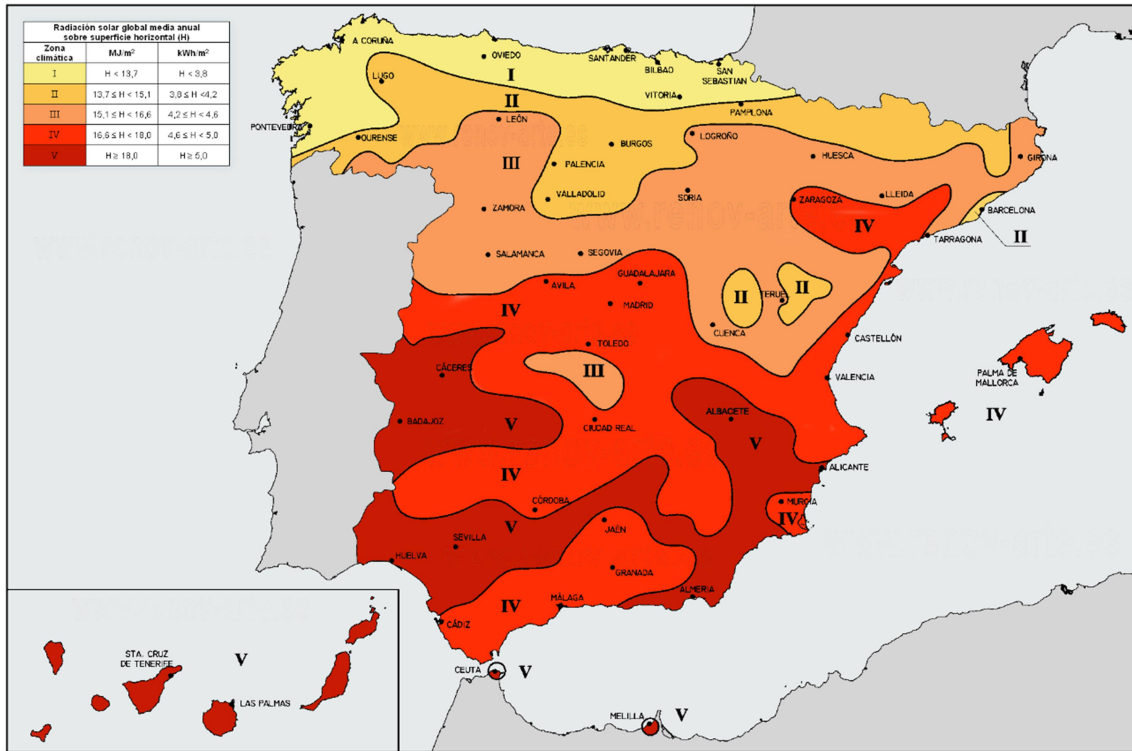 Radiación solar global media anual
sobre superficie horizontal (H)
Zona
climática
MJ/m²
kWh/m²
I
H < 13,7
H < 3,8
II
13,7 ≤ H < 15,1
3,8 ≤ H <4,2
III
15,1 ≤ H < 16,6
4,2 ≤ H < 4,6
IV
16,6 ≤ H < 18,0
4,6 ≤ H < 5,0
V
H ≥ 18,0
H ≥ 5,0
A CORUÑA
OVIEDO
SANTANDER
BILBAO
SAN
SEBASTIAN
LUGO
I
VITORIA
II
PAMPLONA
PONTEVEDRA
LEÓN
OURENSE
LOGROÑO
BURGOS
III
PALENCIA
HUESCA
GIRONA
VALLADOLID
SORIA
ZARAGOZA
LLEIDA
ZAMORA
IV
BARCELONA
TARRAGONA
II
SALAMANCA
SEGOVIA
GUADALAJARA
AVILA
IV
MADRID
II
TERUEL
II
CUENCA
CASTELLÓN
TOLEDO
III
CÁCERES
VALENCIA
PALMA DE
MALLORCA
IV
BADAJOZ
V
CIUDAD REAL
ALBACETE
V
IV
ALICANTE
CÓRDOBA
MURCIA
IV
V
JAÉN
SEVILLA
HUELVA
GRANADA
ALMERIA
IV
MÁLAGA
CÁDIZ
CEUTA
V
MELILLA
V
STA. CRUZ
DE TENERIFE
V
LAS PALMAS